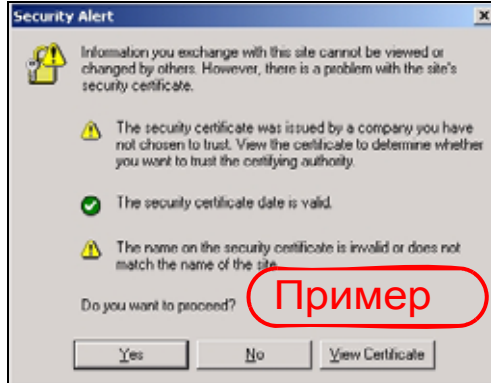 Security Alert
Information you exchange with this site cannot be viewed or
changed by others. However, there is a problem with the site's
security certificate.
The security certificate was issued by a company you have
not chosen to trust. View the certificate to determine whether
you want to trust the certifying authority.
The security certificate date is valid.
The name on the security certificate is invalid or does not
match the name of the site.
Do you want to proceed?
Пример
Yes
No
View Certificate